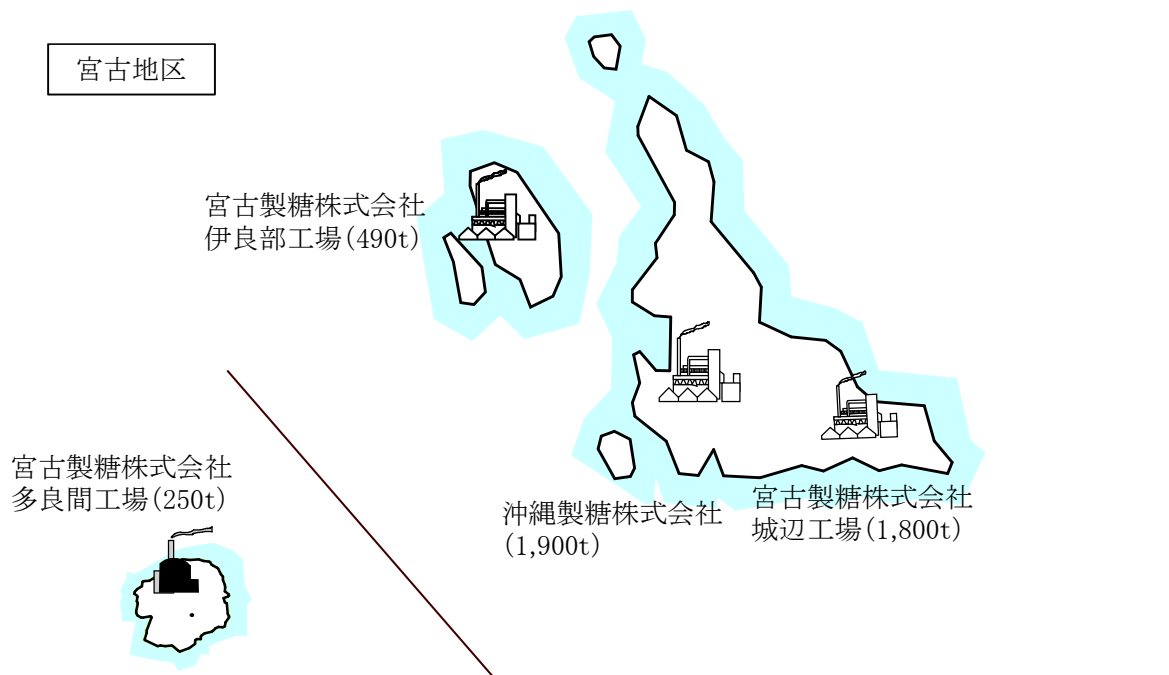 宮古地区
宮古製糖株式会社
伊良部工場(490t)
宮古製糖株式会社
多良間工場(250t)
沖縄製糖株式会社
(1,900t)
宮古製糖株式会社
城辺工場(1,800t)